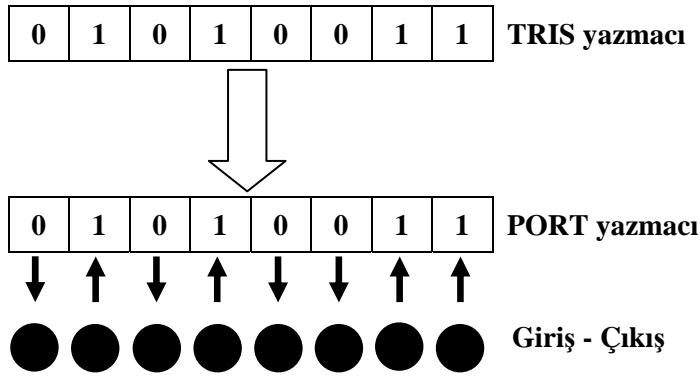 0 1 0 1 0 0 1 1 TRIS yazmacı
0 1 0 1 0 0 1 1 PORT yazmacı
Giriş - Çıkış